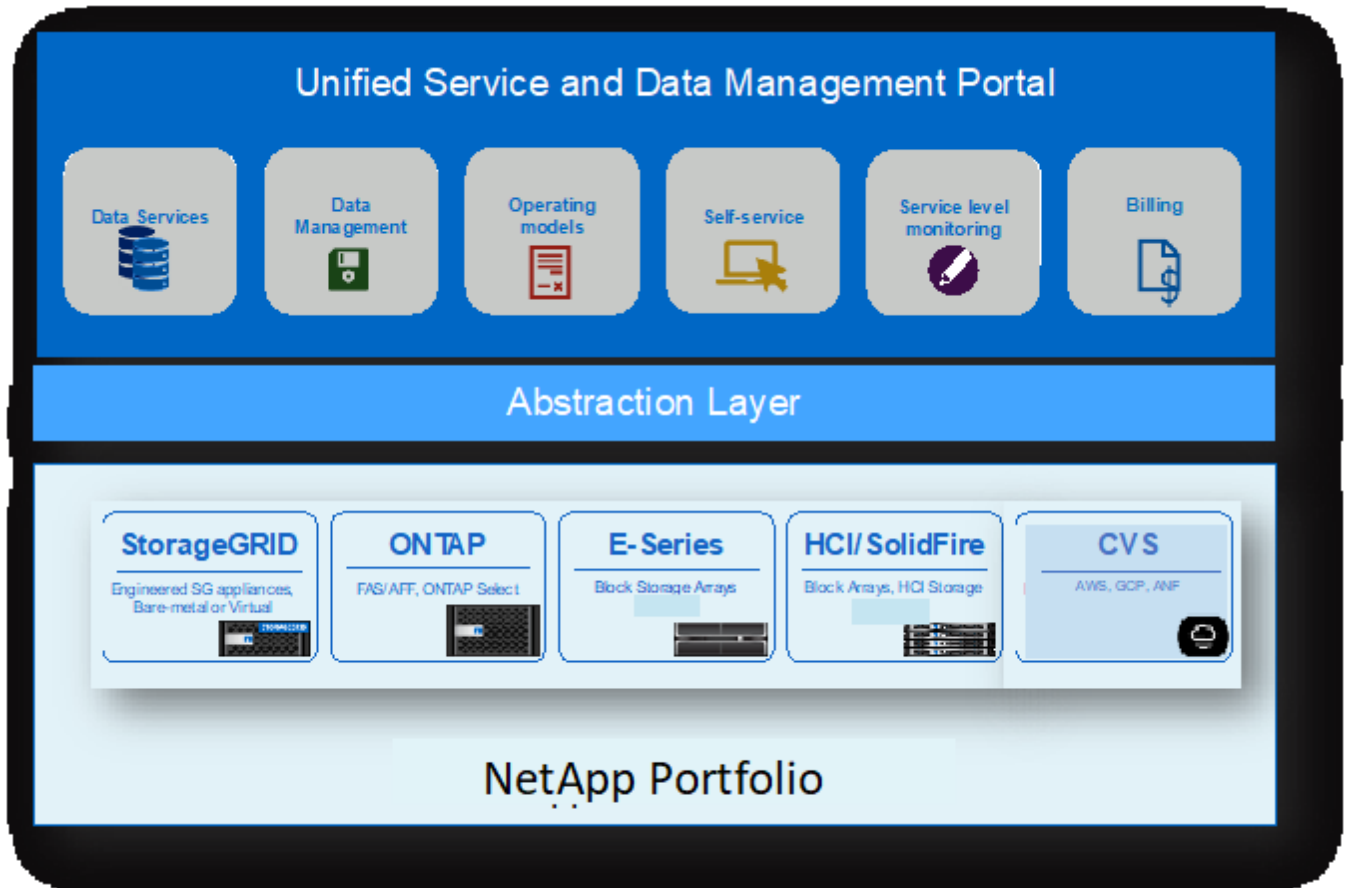 Unified Service and Data Management Portal
Data Services
Data
Management
Operating
models
Self-service
Service level
monitoring
Billing
$
Abstraction Layer
StorageGRID
Engineered SG appliances,
Bare-metal or Virtual
ONTAP
FAS/AFF, ONTAP Select
E-Series
Block Storage Arrays
HCI/SolidFire
Block Arrays, HCI Storage
CVS
AWS, GCP, ANF
NetApp Portfolio